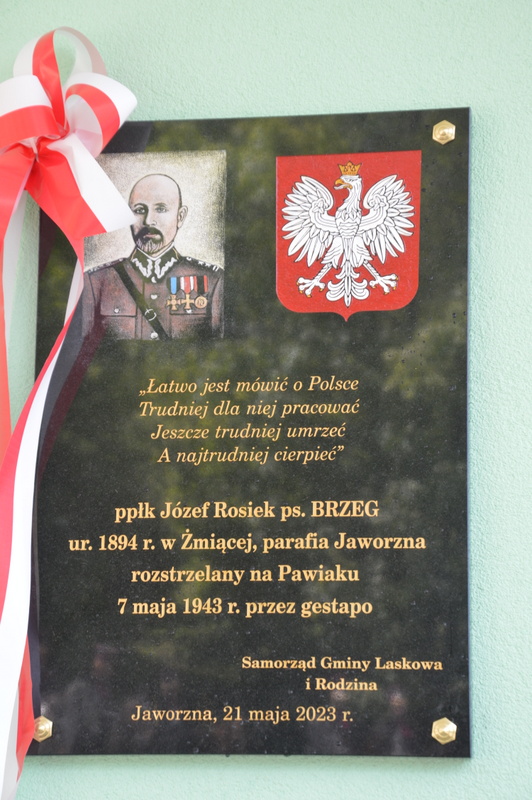 „Łatwo jest mówić o Polsce
Trudniej dla niej pracować
Jeszcze trudniej umrzeć
A najtrudniej cierpieć”
ppłk Józef Rosiek ps. BRZEG
ur. 1894 r. w Żmiącej, parafia Jaworzna
rozstrzelany na Pawiaku
7 maja 1943 r. przez gestapo
Samorząd Gminy Laskowa
i Rodzina
Jaworzna, 21 maja 2023 r.